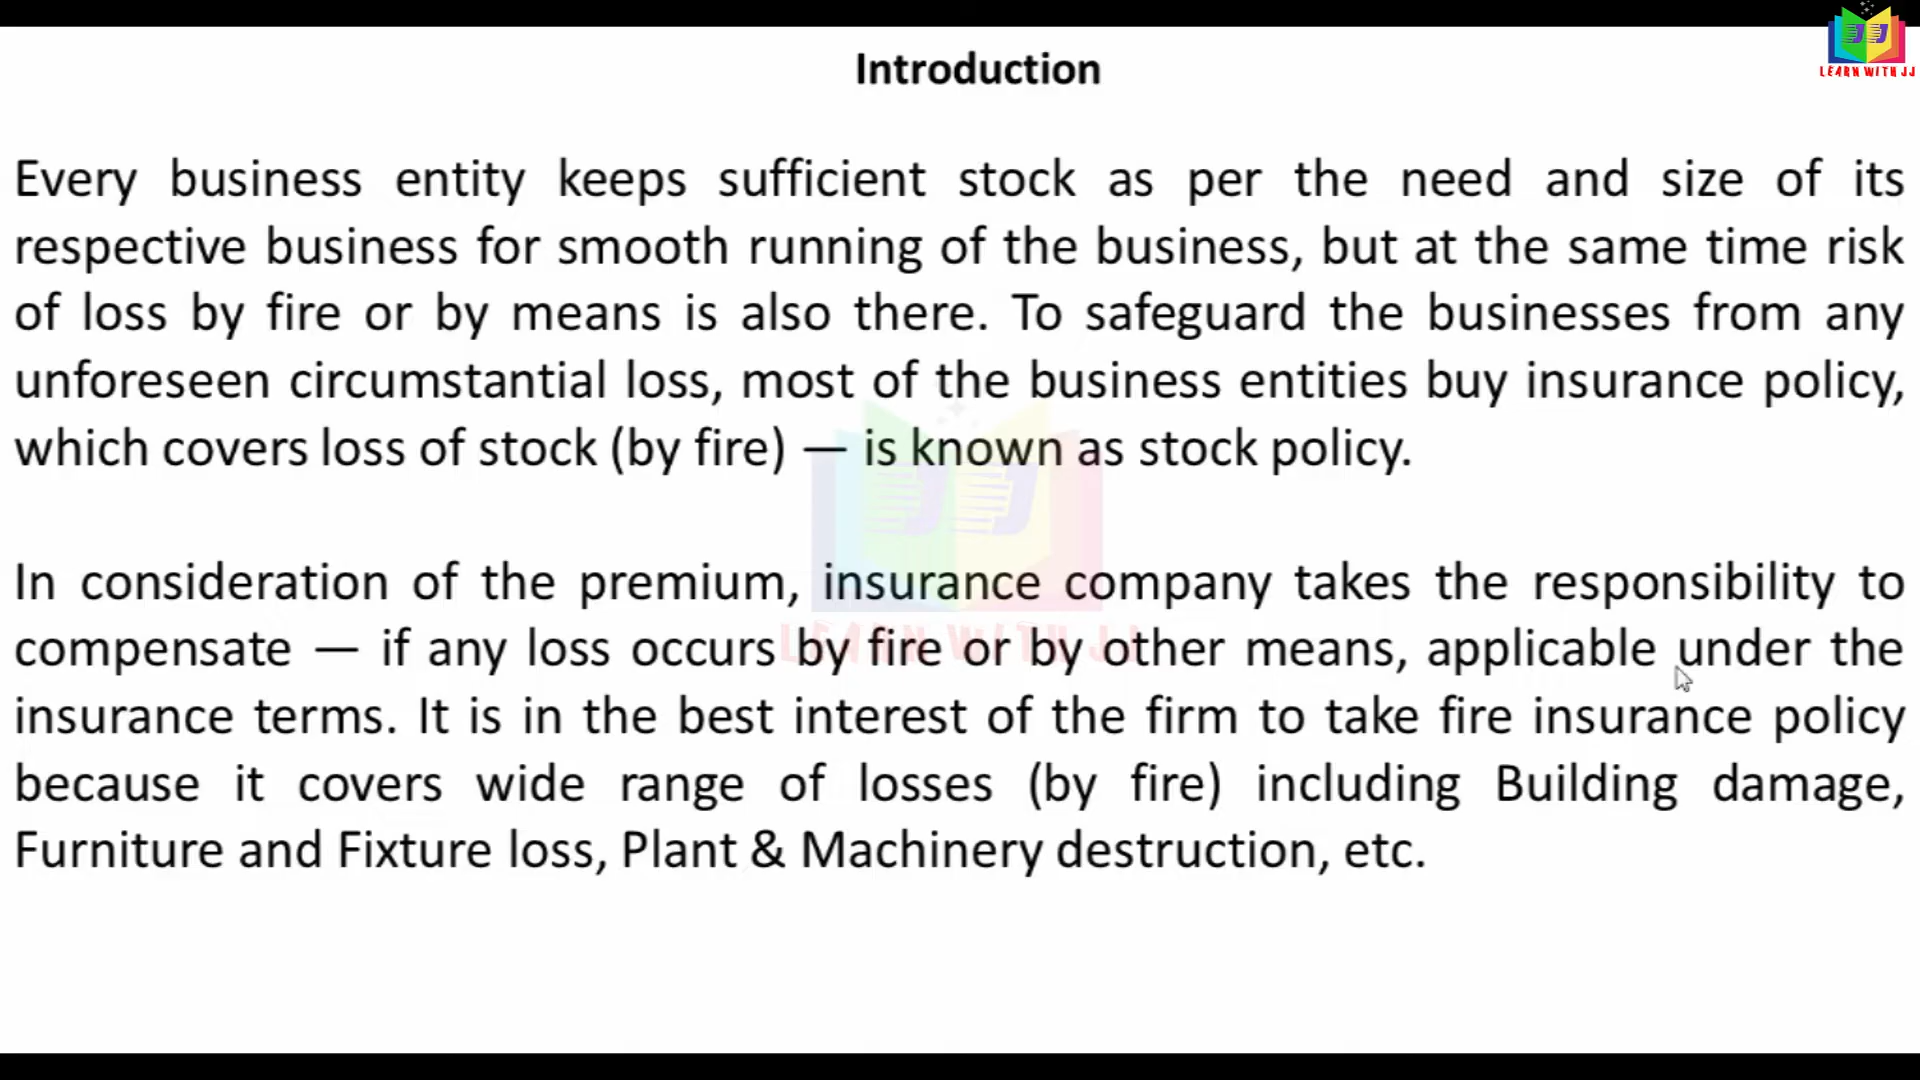 LEARN WITH JJ
Introduction
Every business entity keeps sufficient stock as per the need and size of its
respective business for smooth running of the business, but at the same time risk
of loss by fire or by means is also there. To safeguard the businesses from any
unforeseen circumstantial loss, most of the business entities buy insurance policy,
which covers loss of stock (by fire) — is known as stock policy.
In consideration of the premium, insurance company takes the responsibility to
compensate — if any loss occurs by fire or by other means, applicable under the
insurance terms. It is in the best interest of the firm to take fire insurance policy
because it covers wide range of losses (by fire) including Building damage,
Furniture and Fixture loss, Plant & Machinery destruction, etc.
LEARN WITH JJ